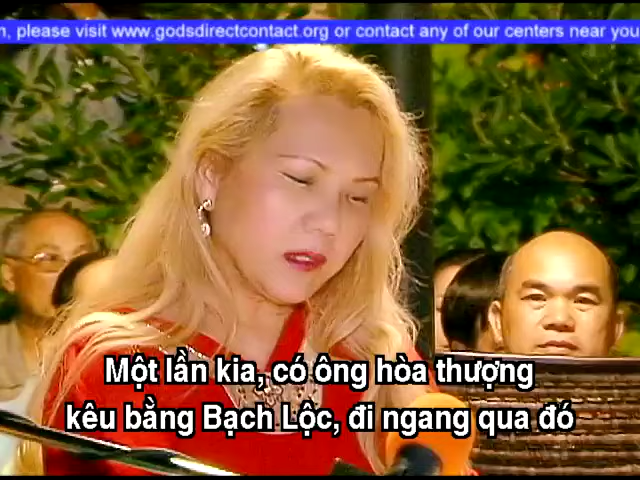 n, please visit www.godsdirectcontact.org or contact any of our centers near you
Một lần kia, có ông hòa thượng
kêu bằng Bạch Lộc, đi ngang qua đó